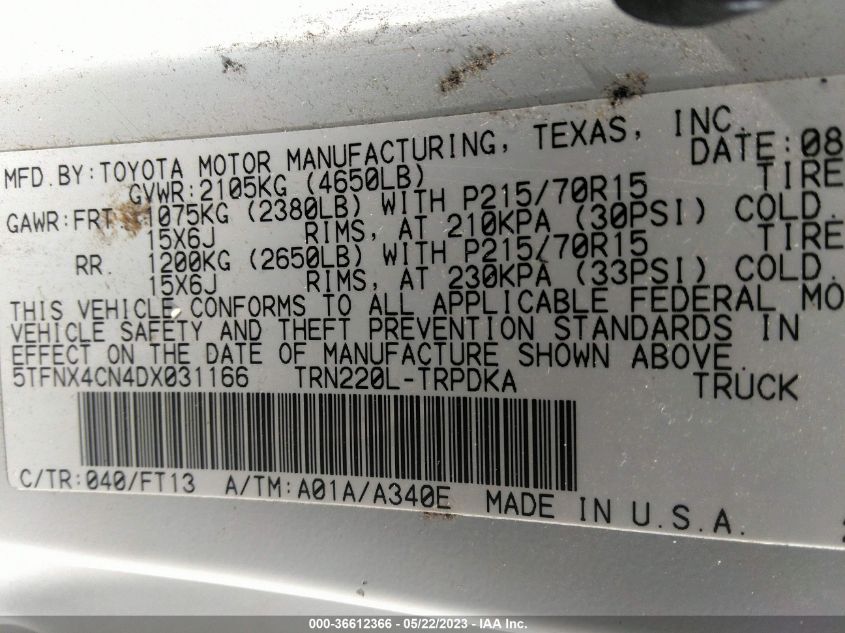 MFD.BY:TOYOTA MOTOR MANUFACTURING, TEXAS, INC. DATE:08
GVWR:2105KG (4650LB)
GAWR:FRT. 1075KG (2380LB) WITH P215/70R15 TIRE
15X6J RIMS, AT 210KPA (30PSI) COLD.
RR. 1200KG (2650LB) WITH P215/70R15 TIRE
15X6J RIMS, AT 230KPA (33PSI) COLD.
THIS VEHICLE CONFORMS TO ALL APPLICABLE FEDERAL MO
VEHICLE SAFETY AND THEFT PREVENTION STANDARDS IN
EFFECT ON THE DATE OF MANUFACTURE SHOWN ABOVE.
5TFNX4CN4DX031166 TRN220L-TRPDKA TRUCK
C/TR:040/FT13 A/TM:A01A/A340E MADE IN U.S.A.
000-36612366 - 05/22/2023 - IAA Inc.